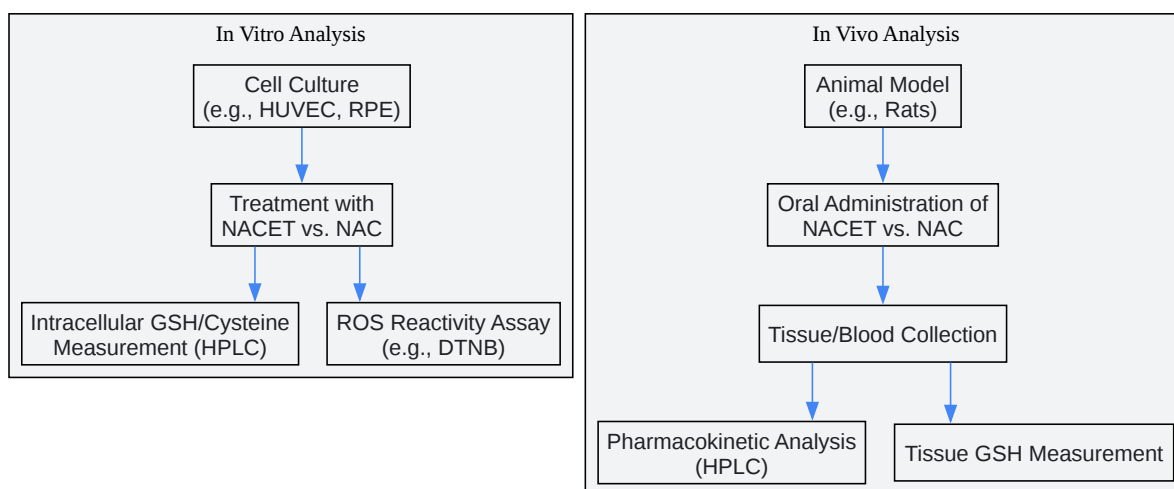 In Vitro Analysis
Cell Culture
(e.g., HUVEC, RPE)
Treatment with
NACET vs. NAC
Intracellular GSH/Cysteine
Measurement (HPLC)
ROS Reactivity Assay
(e.g., DTNB)
In Vivo Analysis
Animal Model
(e.g., Rats)
Oral Administration of
NACET vs. NAC
Tissue/Blood Collection
Pharmacokinetic Analysis
(HPLC)
Tissue GSH Measurement